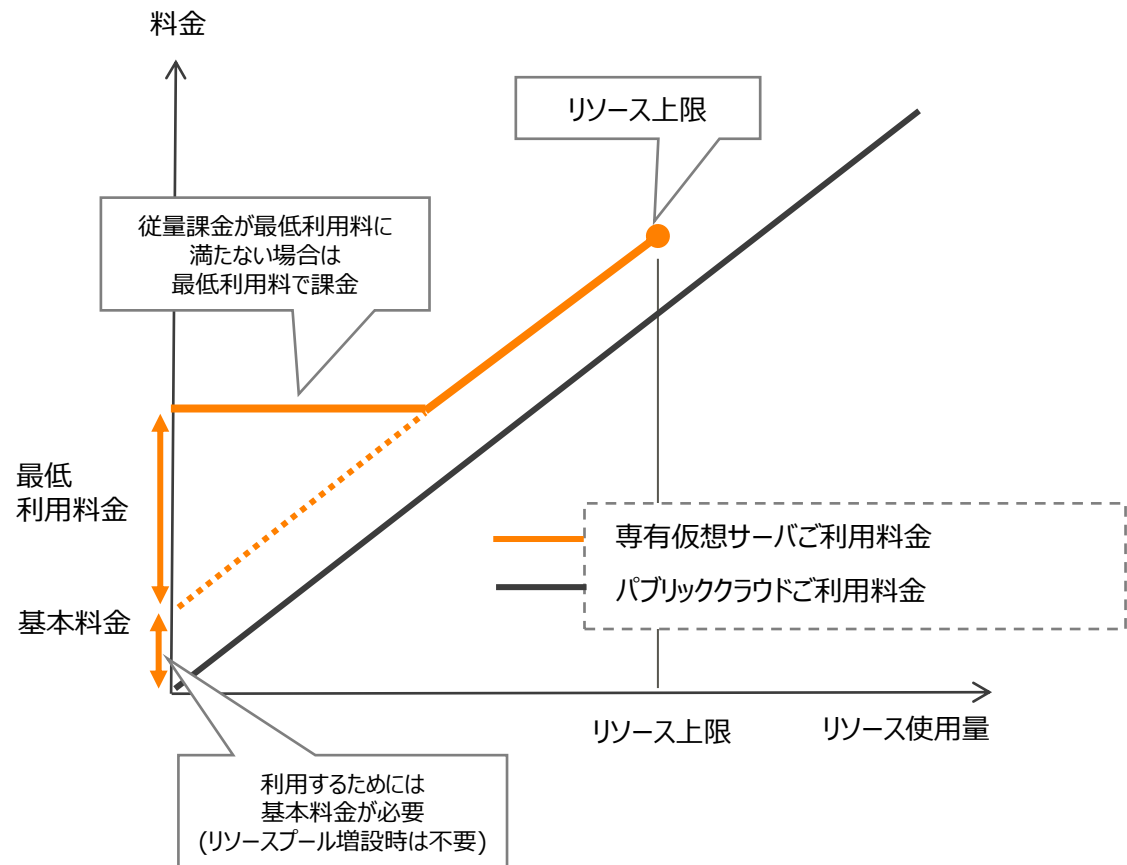 料金
リソース上限
従量課金が最低利用料に
満たない場合は
最低利用料で課金
最低
利用料金
専有仮想サーバご利用料金
パブリッククラウドご利用料金
基本料金
リソース上限
リソース使用量
利用するためには
基本料金が必要
(リソースプール増設時は不要)